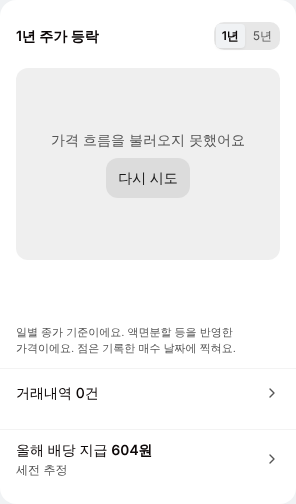 1년 주가 등락
1년 5년
가격 흐름을 불러오지 못했어요
다시 시도
일별 종가 기준이에요. 액면분할 등을 반영한
가격이에요. 점은 기록한 매수 날짜에 찍혀요.
거래내역 0건
올해 배당 지급 604원
세전 추정